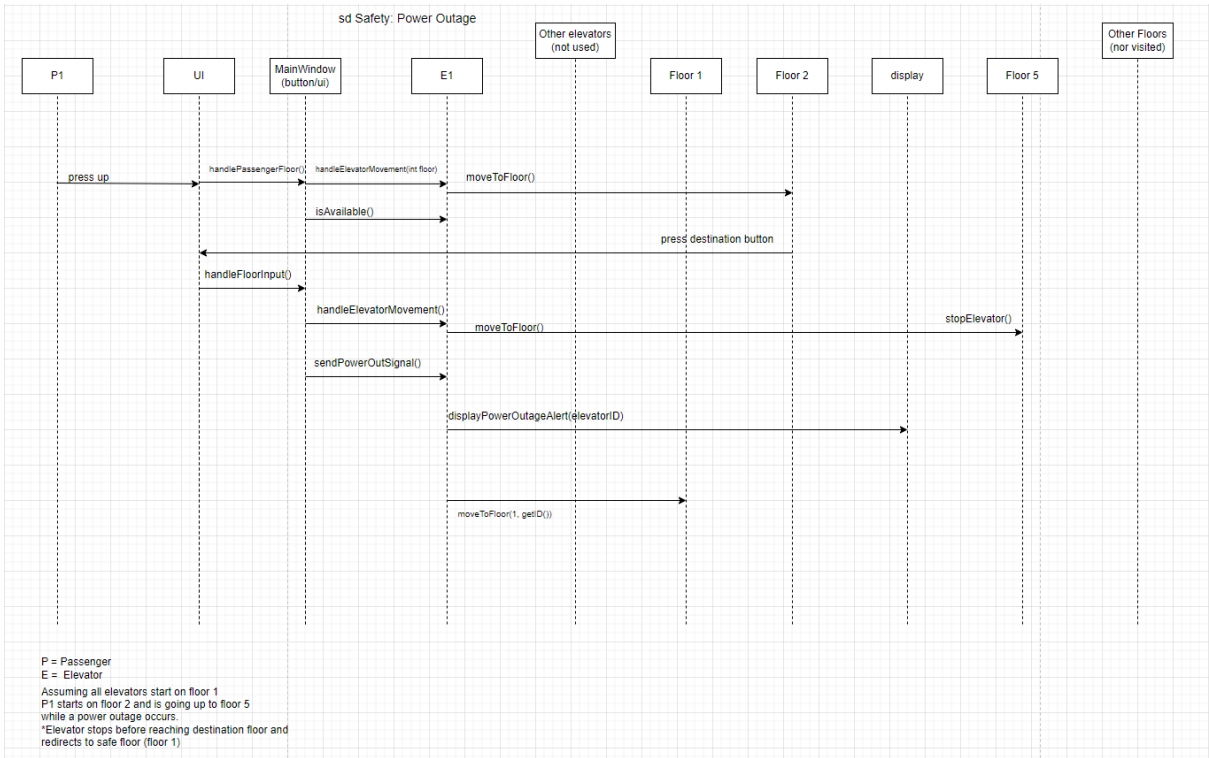 sd Safety: Power Outage
Other elevators
(not used)
Other Floors
(nor visited)
P1
UI
MainWindow
(button/ui)
E1
Floor 1
Floor 2
display
Floor 5
press up
handlePassengerFloor()
handleElevatorMovement(int floor)
moveToFloor()
isAvailable()
press destination button
handleFloorInput()
handleElevatorMovement()
moveToFloor()
stopElevator()
sendPowerOutSignal()
displayPowerOutageAlert(elevatorID)
moveToFloor(1, getID())
P = Passenger
E =  Elevator
Assuming all elevators start on floor 1
P1 starts on floor 2 and is going up to floor 5
while a power outage occurs.
*Elevator stops before reaching destination floor and
redirects to safe floor (floor 1)